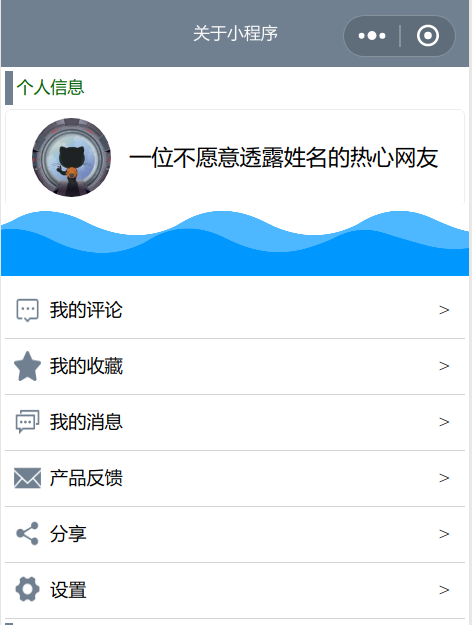 关于小程序
个人信息
一位不愿意透露姓名的热心网友
我的评论 >
我的收藏 >
我的消息 >
产品反馈 >
分享 >
设置 >